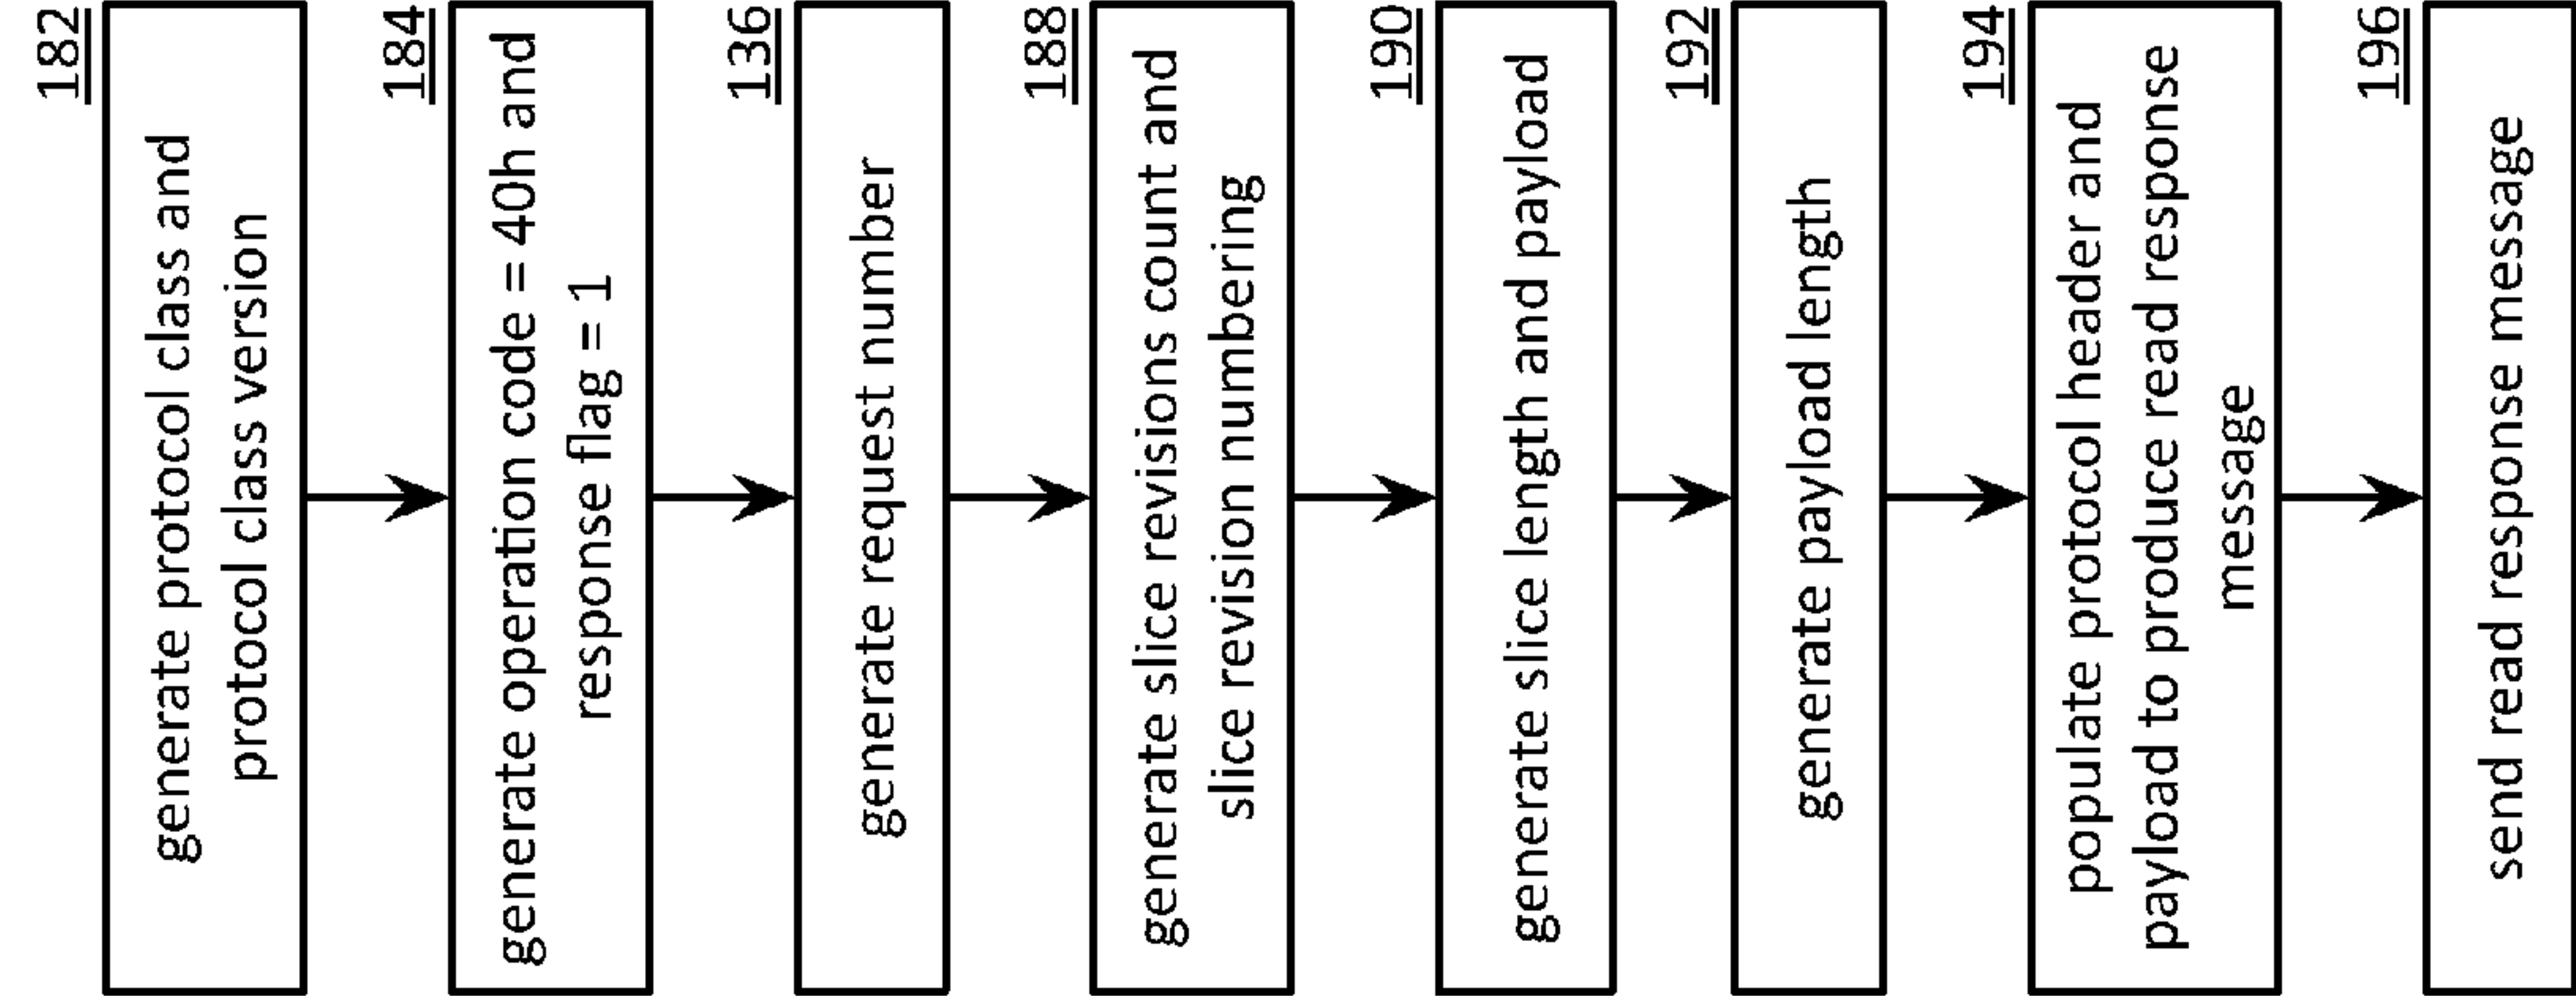 182
generate protocol class and
protocol class version
184
generate operation code = 40h and
response flag = 1
136
generate request number
188
generate slice revisions count and
slice revision numbering
190
generate slice length and payload
192
generate payload length
194
populate protocol header and
payload to produce read response
message
196
send read response message